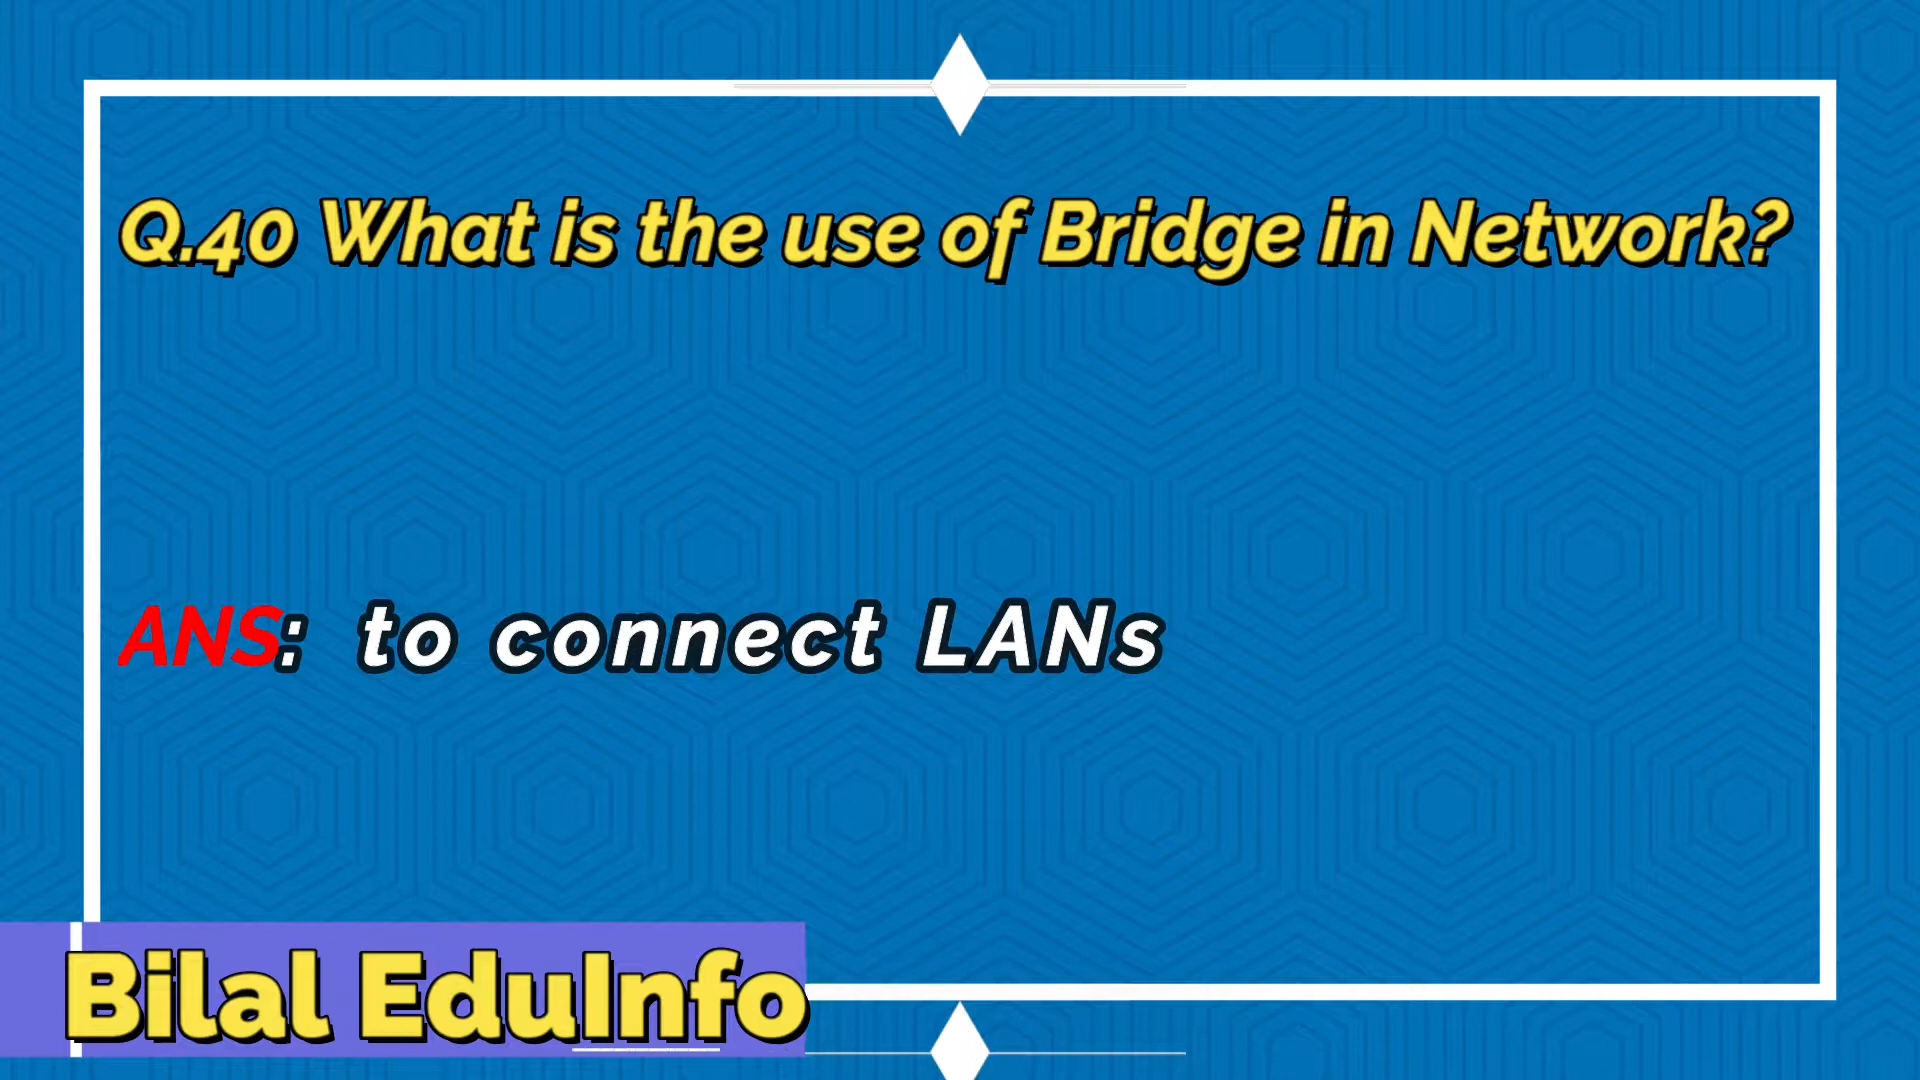 Q.40 What is the use of Bridge in Network?
ANS: to connect LANs
Bilal EduInfo